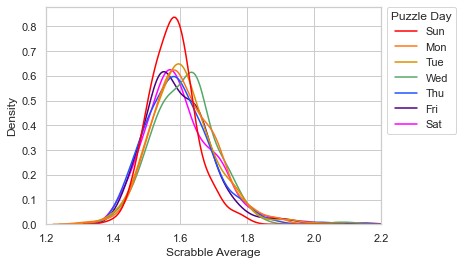 Puzzle Day
Sun
Mon
Tue
Wed
Thu
Fri
Sat
Density
0.8
0.7
0.6
0.5
0.4
0.3
0.2
0.1
0.0
1.2 1.4 1.6 1.8 2.0 2.2
Scrabble Average